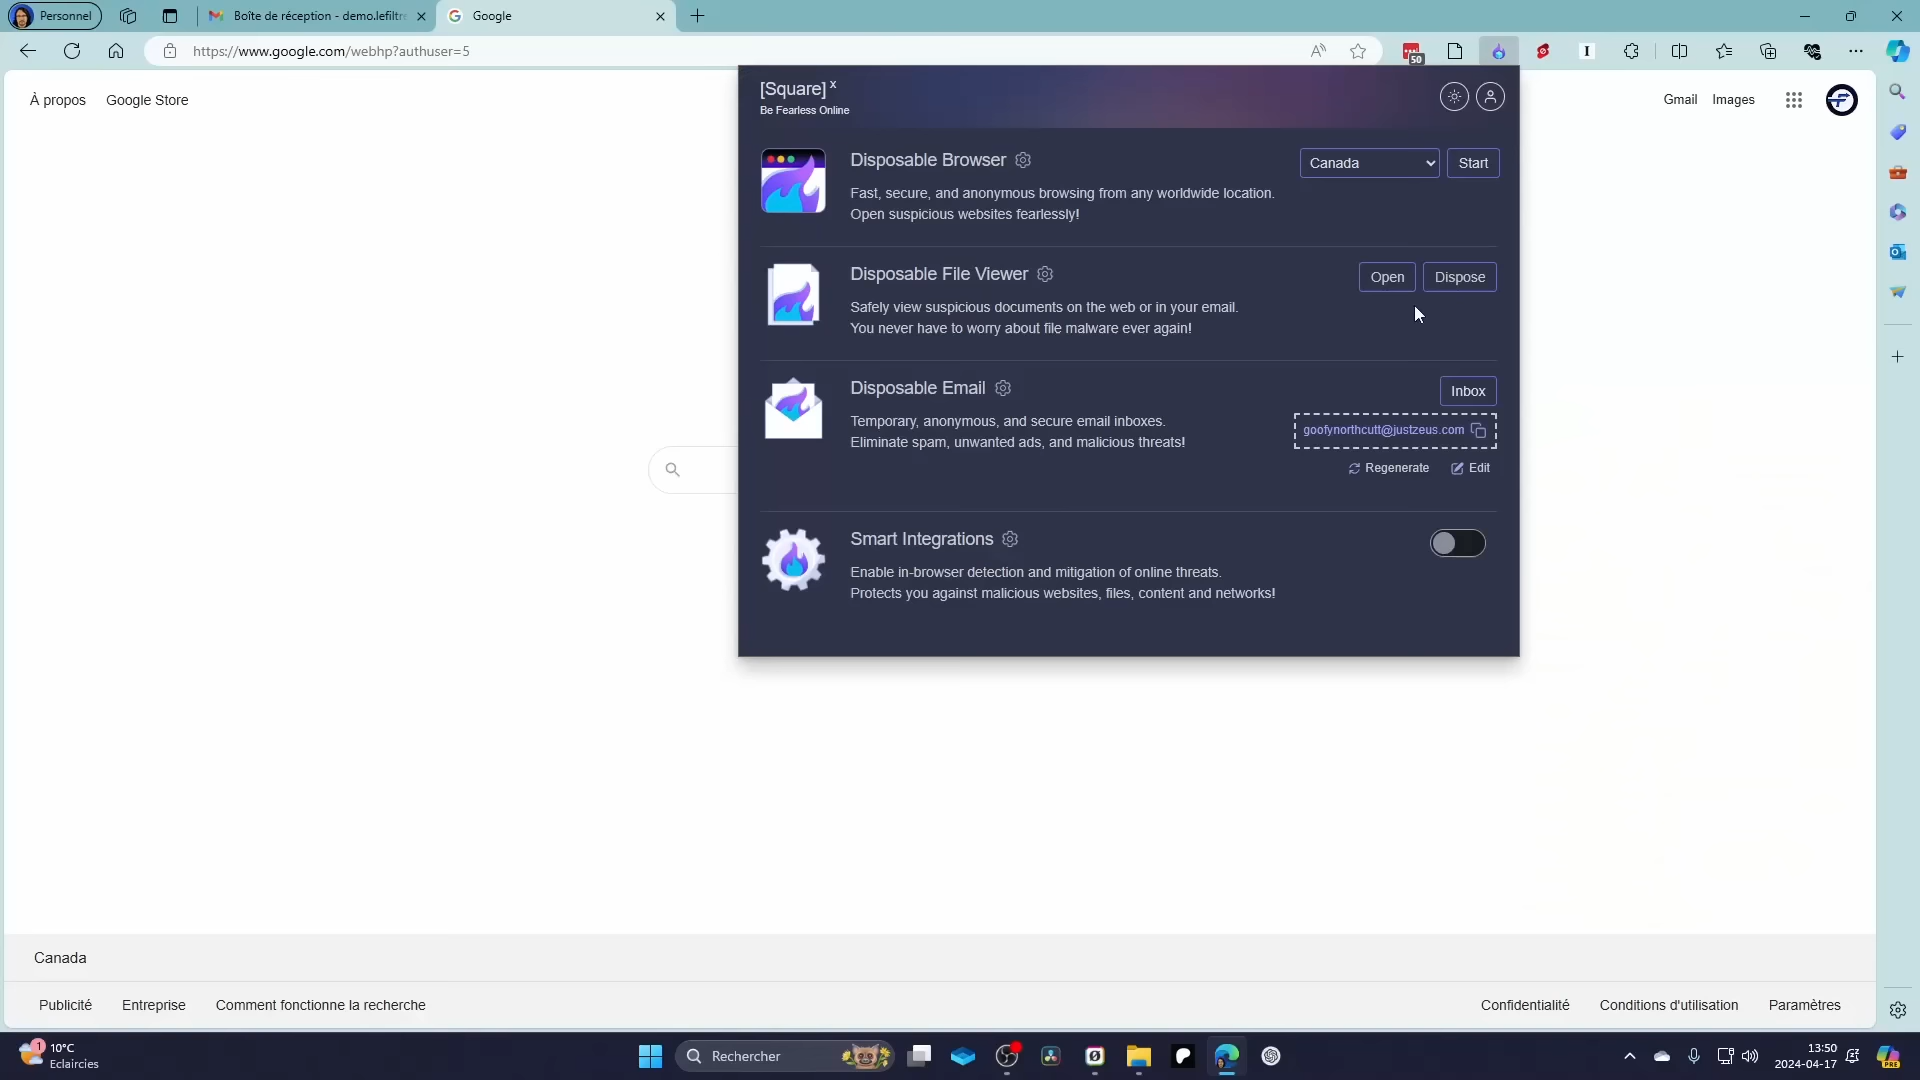 Personnel
Boîte de réception - demo.lefiltr
Google
https://www.google.com/webhp?authuser=5
50
À propos
Google Store
Gmail
Images
[Square] x
Be Fearless Online
Disposable Browser
Canada
Start
Fast, secure, and anonymous browsing from any worldwide location.
Open suspicious websites fearlessly!
Disposable File Viewer
Open
Dispose
Safely view suspicious documents on the web or in your email.
You never have to worry about file malware ever again!
Disposable Email
Inbox
Temporary, anonymous, and secure email inboxes.
goofynorthcutt@justzeus.com
Eliminate spam, unwanted ads, and malicious threats!
Regenerate
Edit
Smart Integrations
Enable in-browser detection and mitigation of online threats.
Protects you against malicious websites, files, content and networks!
Canada
Publicité
Entreprise
Comment fonctionne la recherche
Confidentialité
Conditions d'utilisation
Paramètres
1
10°C
Eclaircies
Rechercher
13:50
2024-04-17
PRE